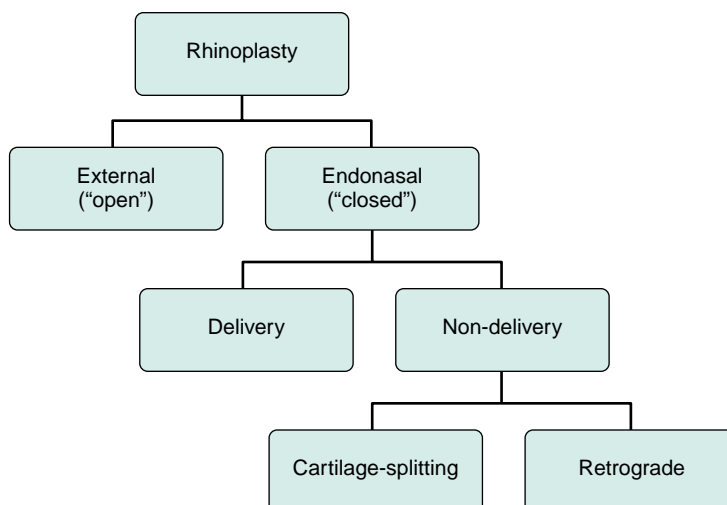 Rhinoplasty
External
(“open”)
Endonasal
(“closed”)
Delivery
Non-delivery
Cartilage-splitting
Retrograde